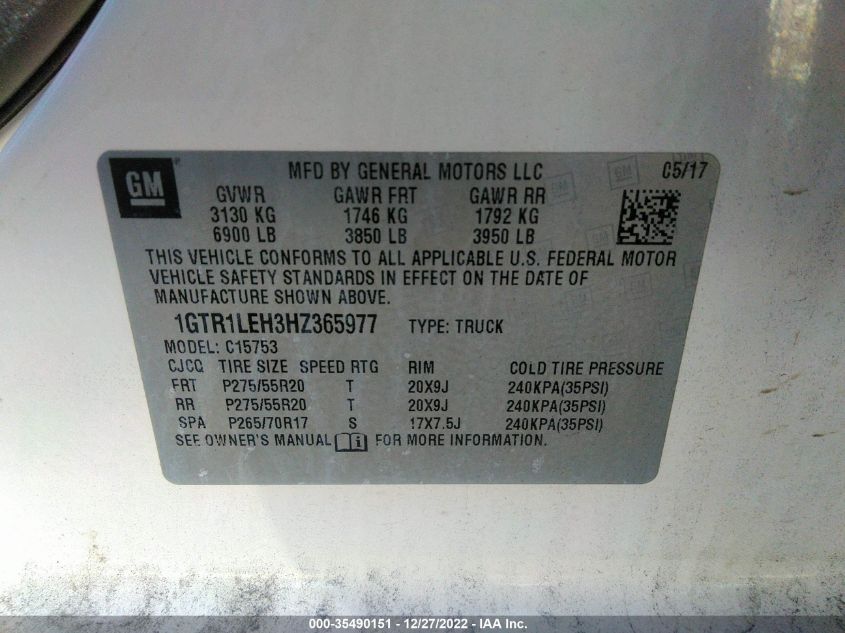 GM
MFD BY GENERAL MOTORS LLC 05/17
GVWR GAWR FRT GAWR RR
3130 KG 1746 KG 1792 KG
6900 LB 3850 LB 3950 LB
THIS VEHICLE CONFORMS TO ALL APPLICABLE U.S. FEDERAL MOTOR
VEHICLE SAFETY STANDARDS IN EFFECT ON THE DATE OF
MANUFACTURE SHOWN ABOVE.
1GTR1LEH3HZ365977 TYPE: TRUCK
MODEL: C15753
CJCQ TIRE SIZE SPEED RTG RIM COLD TIRE PRESSURE
FRT P275/55R20 T 20X9J 240KPA(35PSI)
RR P275/55R20 T 20X9J 240KPA(35PSI)
SPA P265/70R17 S 17X7.5J 240KPA(35PSI)
SEE OWNER'S MANUAL FOR MORE INFORMATION.
000-35490151 - 12/27/2022 - IAA Inc.